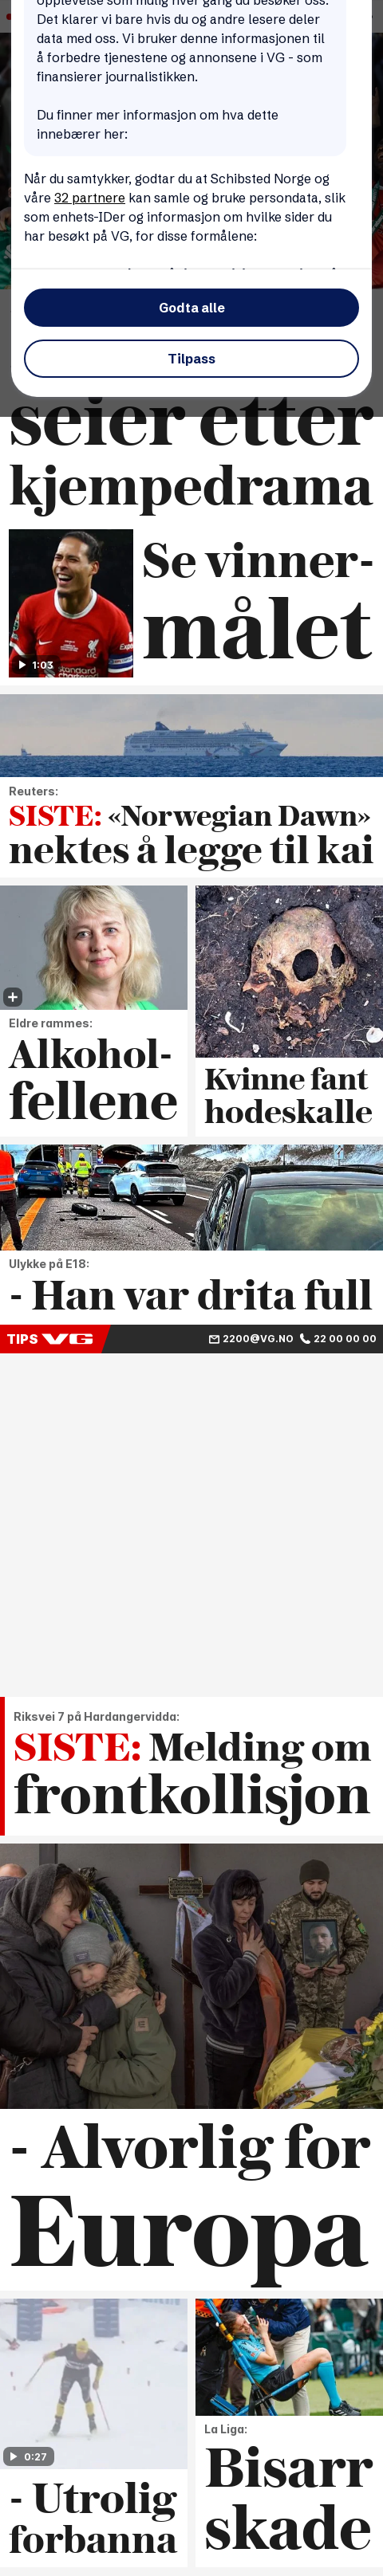 opplevelse som mulig hver gang du besøker oss.
Det klarer vi bare hvis du og andre lesere deler
data med oss. Vi bruker denne informasjonen til
å forbedre tjenestene og annonsene i VG - som
finansierer journalistikken.
Du finner mer informasjon om hva dette
innebærer her:
Når du samtykker, godtar du at Schibsted Norge og
våre 32 partnere kan samle og bruke persondata, slik
som enhets-IDer og informasjon om hvilke sider du
har besøkt på VG, for disse formålene:
Godta alle
Tilpass
seier etter
kjempedrama
Se vinner-
målet
1:03
Reuters:
SISTE: «Norwegian Dawn»
nektes å legge til kai
Eldre rammes:
Alkohol-
fellene
Kvinne fant
hodeskalle
Ulykke på E18:
- Han var drita full
TIPS VG 2200@VG.NO 22 00 00 00
Riksvei 7 på Hardangervidda:
SISTE: Melding om
frontkollisjon
- Alvorlig for
Europa
0:27
- Utrolig
forbanna
La Liga:
Bisarr
skade